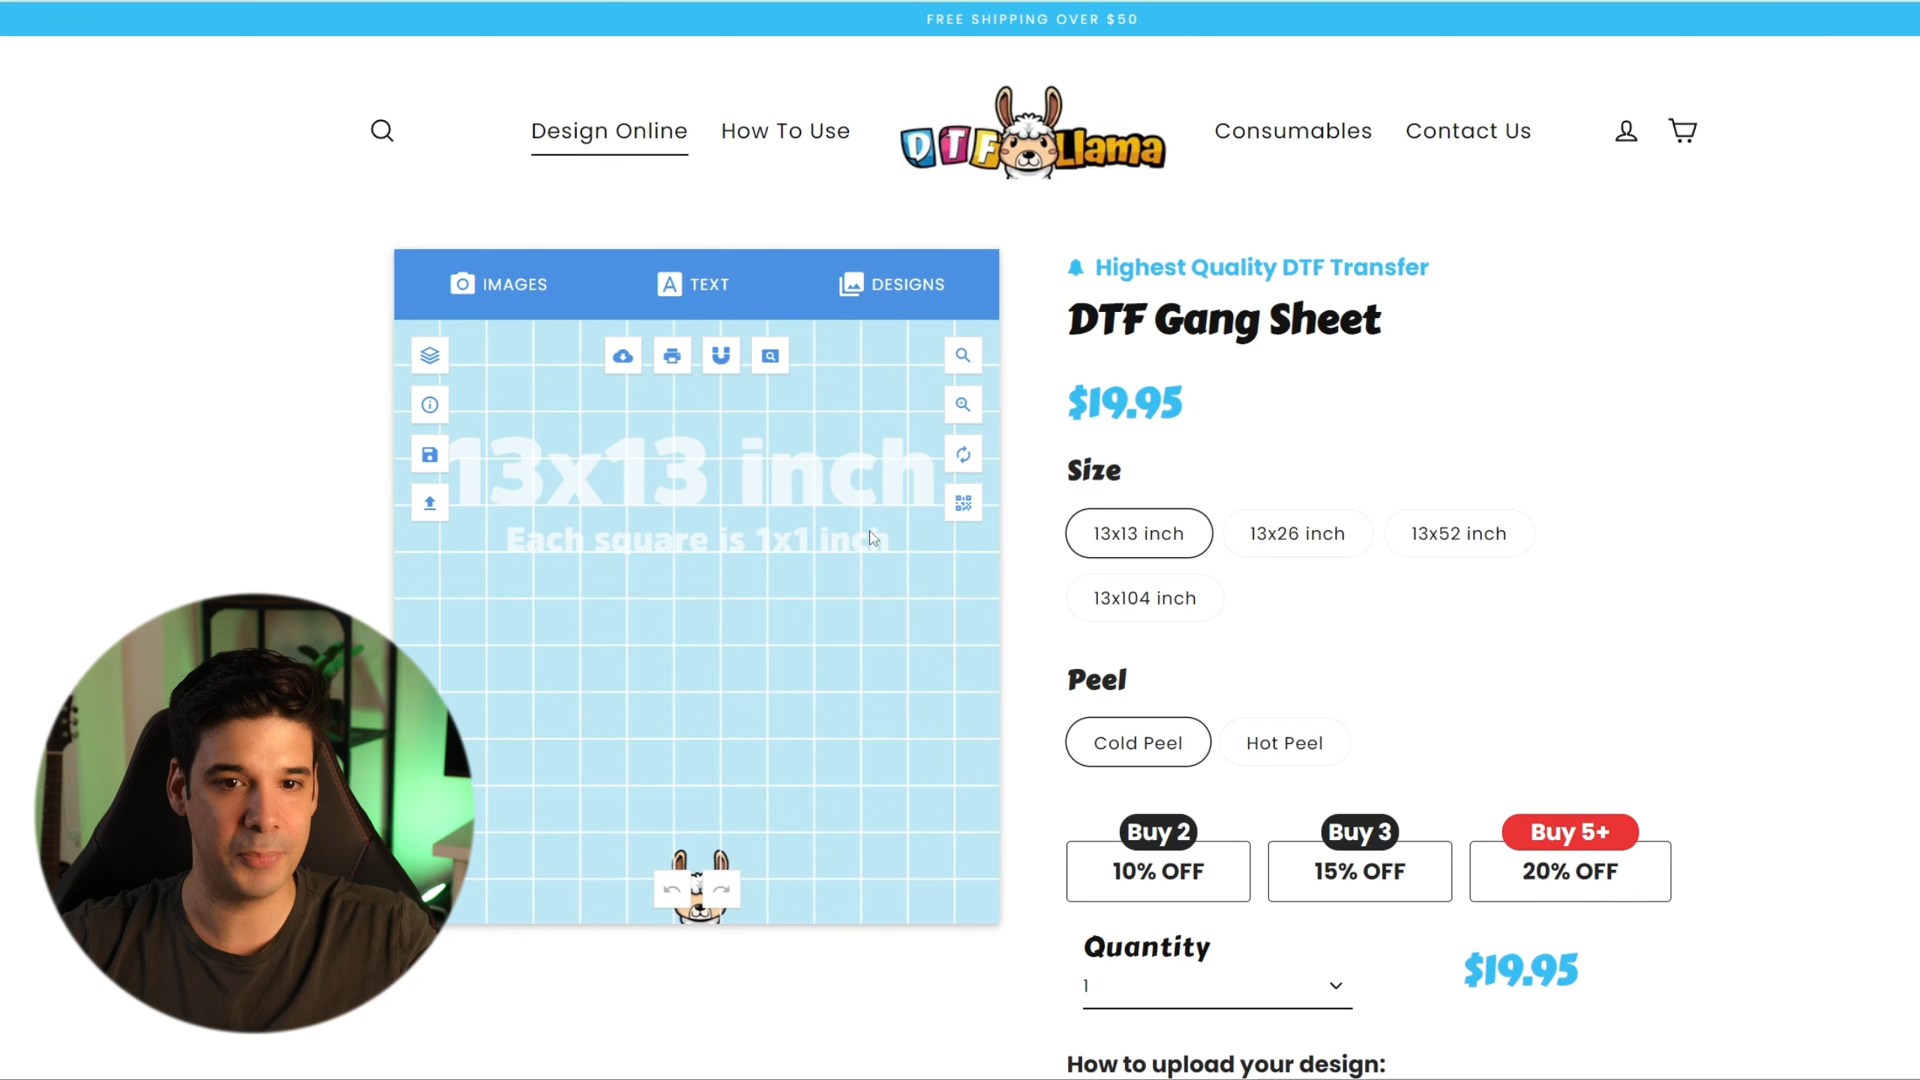 FREE SHIPPING OVER $50
Design Online
How To Use
DTF Llama
Consumables
Contact Us
IMAGES
TEXT
DESIGNS
13x13 inch
Each square is 1x1 inch
Highest Quality DTF Transfer
DTF Gang Sheet
$19.95
Size
13x13 inch
13x26 inch
13x52 inch
13x104 inch
Peel
Cold Peel
Hot Peel
Buy 2
10% OFF
Buy 3
15% OFF
Buy 5+
20% OFF
Quantity
1
$19.95
How to upload your design: